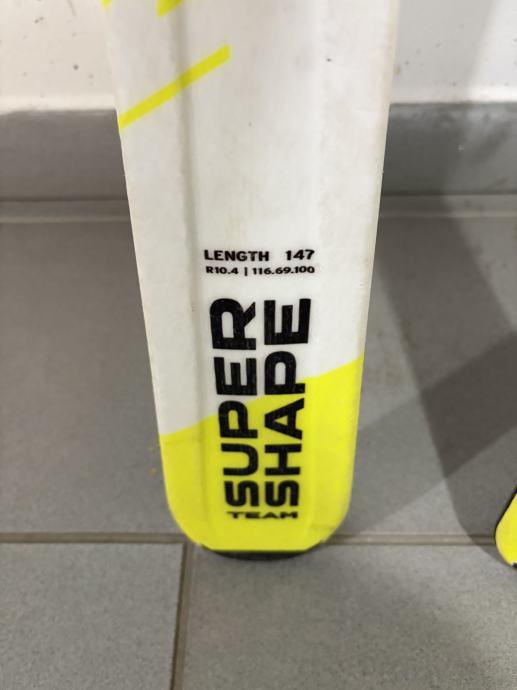 LENGTH 147
R10.4 | 116.69.100
SUPER
SHAPE
TEAM